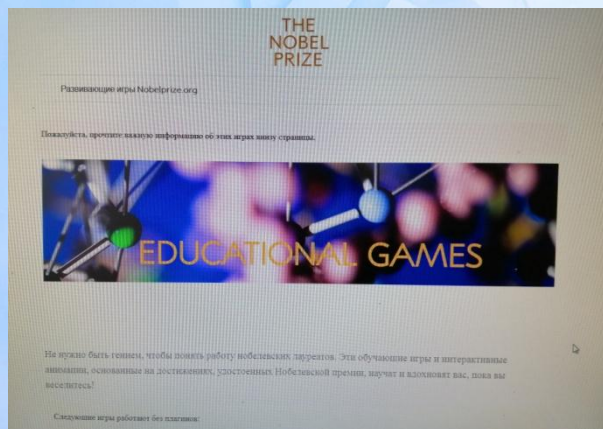 THE
NOBEL
PRIZE
Развивающие игры Nobelprize.org
Пожалуйста, прочтите важную информацию об этих играх внизу страницы.
EDUCATIONAL GAMES
Не нужно быть гением, чтобы понять работу нобелевских лауреатов. Эти обучающие игры и интерактивные
анимации, основанные на достижениях, удостоенных Нобелевской премии, научат и вдохновят вас, пока вы
веселитесь!
Следующие игры работают без плагинов: